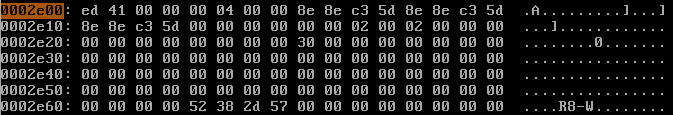 0002e00: ed 41 00 00 00 04 00 00 8e 8e c3 5d 8e 8e c3 5d .A.........]...]
0002e10: 8e 8e c3 5d 00 00 00 00 00 00 02 00 02 00 00 00 ...]............
0002e20: 00 00 00 00 00 00 00 00 30 00 00 00 00 00 00 00 ........0.......
0002e30: 00 00 00 00 00 00 00 00 00 00 00 00 00 00 00 00 ................
0002e40: 00 00 00 00 00 00 00 00 00 00 00 00 00 00 00 00 ................
0002e50: 00 00 00 00 00 00 00 00 00 00 00 00 00 00 00 00 ................
0002e60: 00 00 00 00 52 38 2d 57 00 00 00 00 00 00 00 00 ....R8-W........